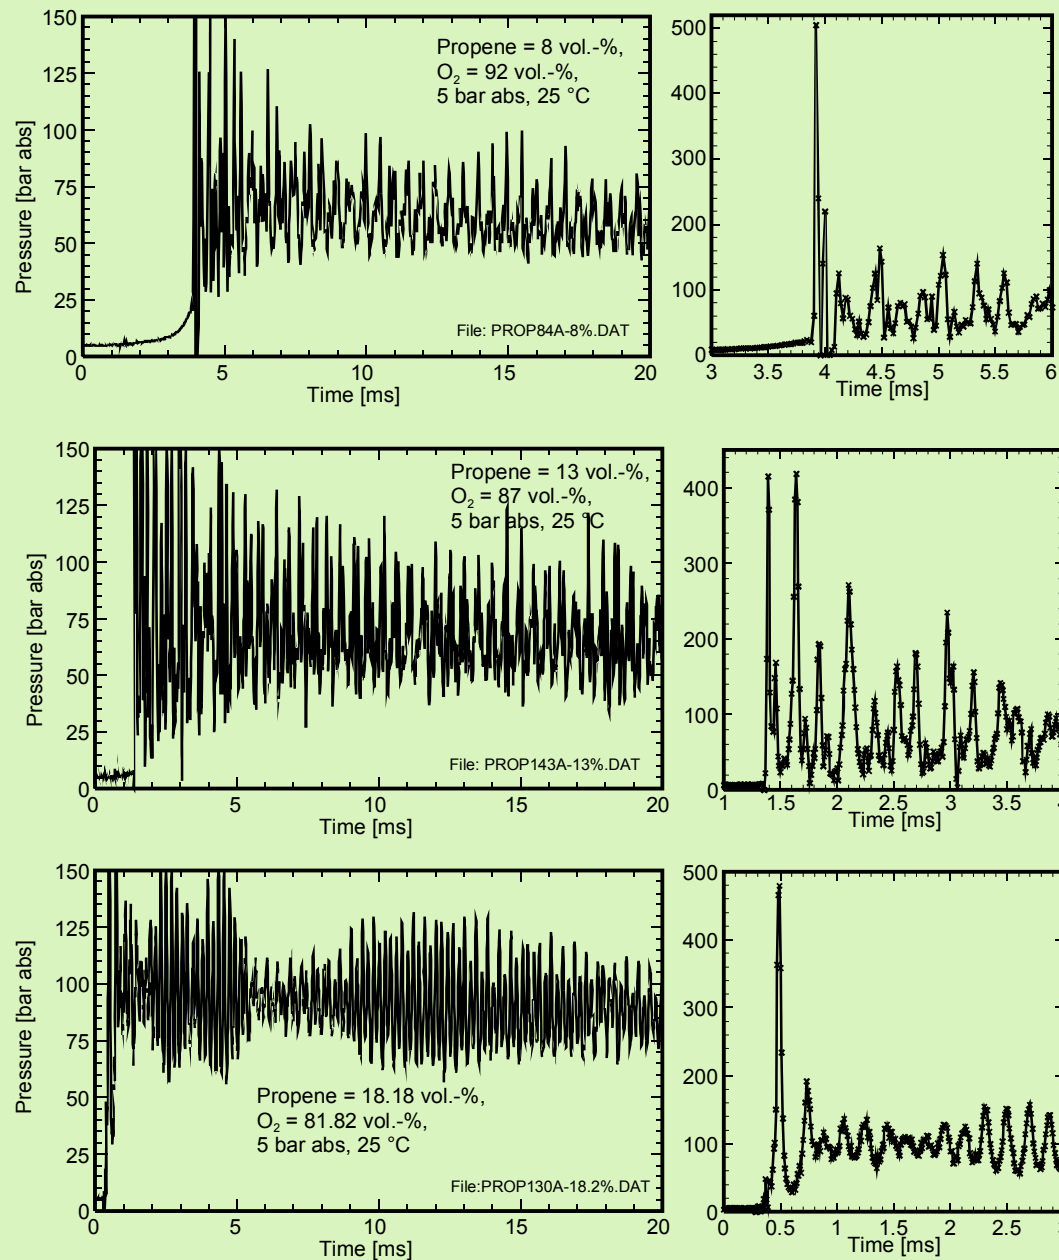 150
125
100
75
50
25
0
Pressure [bar abs]
Propene = 8 vol.-%,
O₂ = 92 vol.-%,
5 bar abs, 25 °C
File: PROP84A-8%.DAT
0 5 10 15 20
Time [ms]
500
400
300
200
100
0
3 3.5 4 4.5 5 5.5 6
Time [ms]
150
125
100
75
50
25
0
Pressure [bar abs]
Propene = 13 vol.-%,
O₂ = 87 vol.-%,
5 bar abs, 25 °C
File: PROP143A-13%.DAT
0 5 10 15 20
Time [ms]
400
300
200
100
0
1 1.5 2 2.5 3 3.5
Time [ms]
150
125
100
75
50
25
0
Pressure [bar abs]
Propene = 18.18 vol.-%,
O₂ = 81.82 vol.-%,
5 bar abs, 25 °C
File:PROP130A-18.2%.DAT
0 5 10 15 20
Time [ms]
500
400
300
200
100
0
0 0.5 1 1.5 2 2.5
Time [ms]